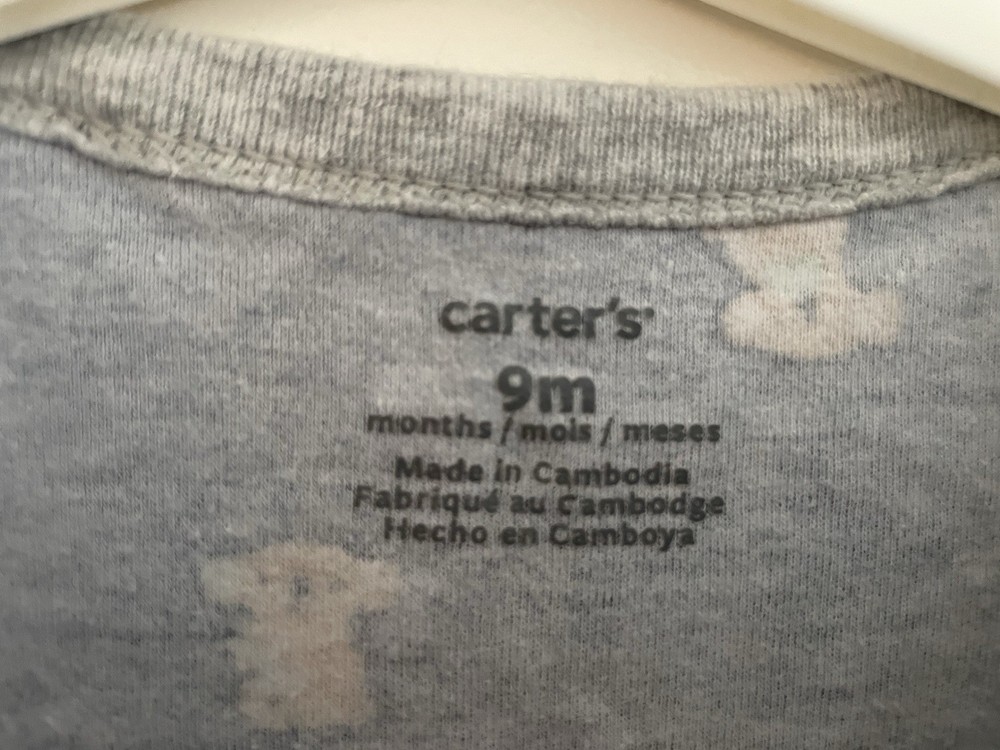 carter's
9m
months / mois / meses
Made in Cambodia
Fabriqué au Cambodge
Hecho en Camboya